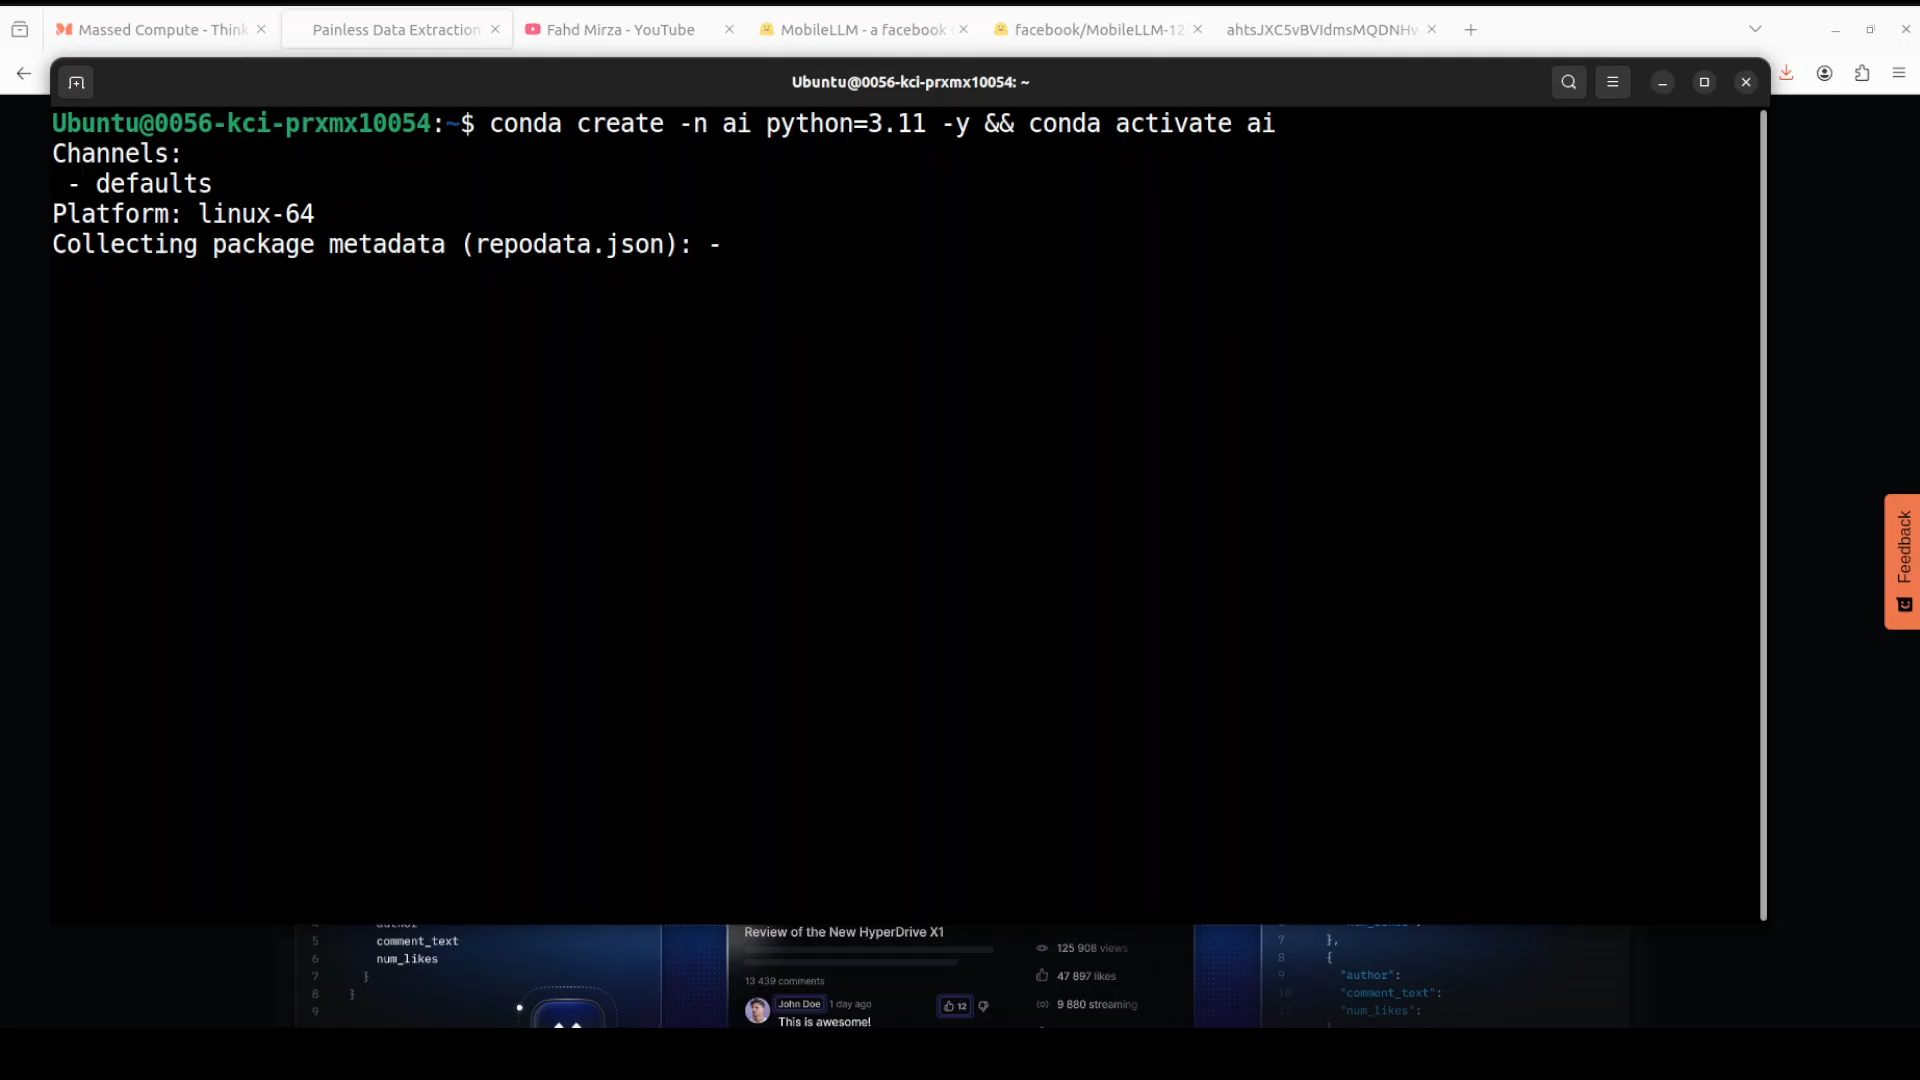 Massed Compute - Think
Painless Data Extraction
Fahd Mirza - YouTube
MobileLLM - a facebook
facebook/MobileLLM-12
Ubuntu@0056-kci-prxmx10054: ~
Ubuntu@0056-kci-prxmx10054:~$ conda create -n ai python=3.11 -y && conda activate ai
Channels:
- defaults
Platform: linux-64
Collecting package metadata (repodata.json): -
Feedback
5 comment_text
6 num_likes
7 }
8 }
9
Review of the New HyperDrive X1
13 439 comments
John Doe 1 day ago
12
This is awesome!
125 908 views
47 897 likes
9 880 streaming
7 },
8 {
9 "author":
10 "comment_text":
11 "num_likes":